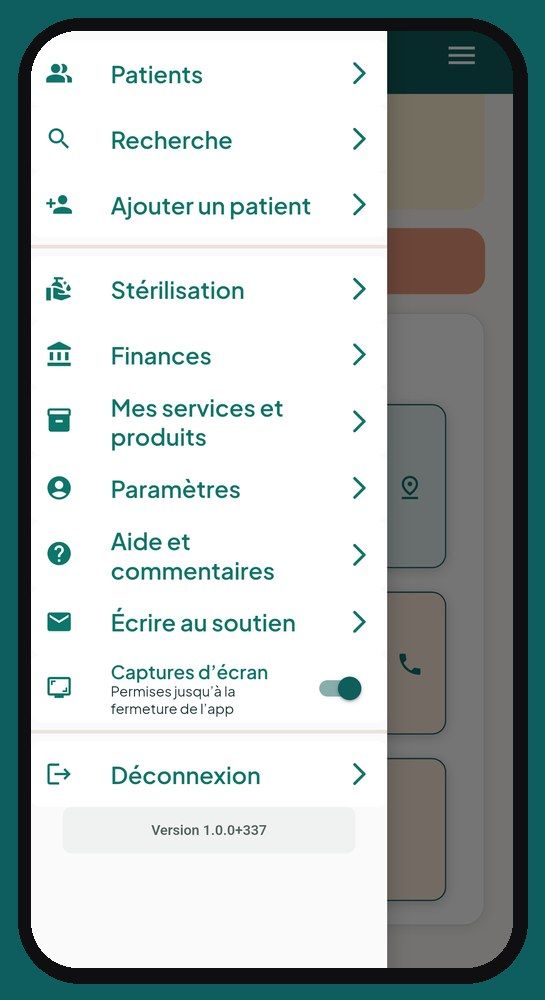 Patients
Recherche
Ajouter un patient
Stérilisation
Finances
Mes services et
produits
Paramètres
Aide et
commentaires
Écrire au soutien
Captures d’écran
Permises jusqu’à la
fermeture de l’app
Déconnexion
Version 1.0.0+337